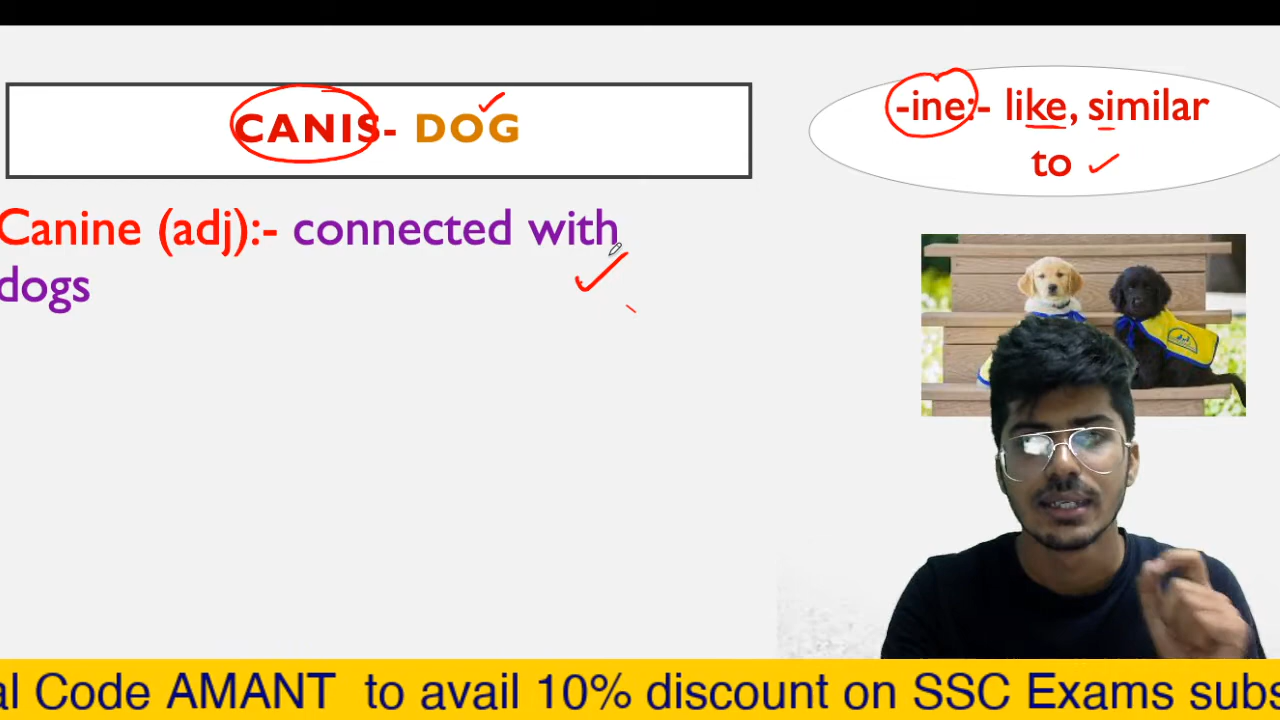 CANIS- DOG
-ine:- like, similar
to
Canine (adj):- connected with
dogs
al Code AMANT to avail 10% discount on SSC Exams subs